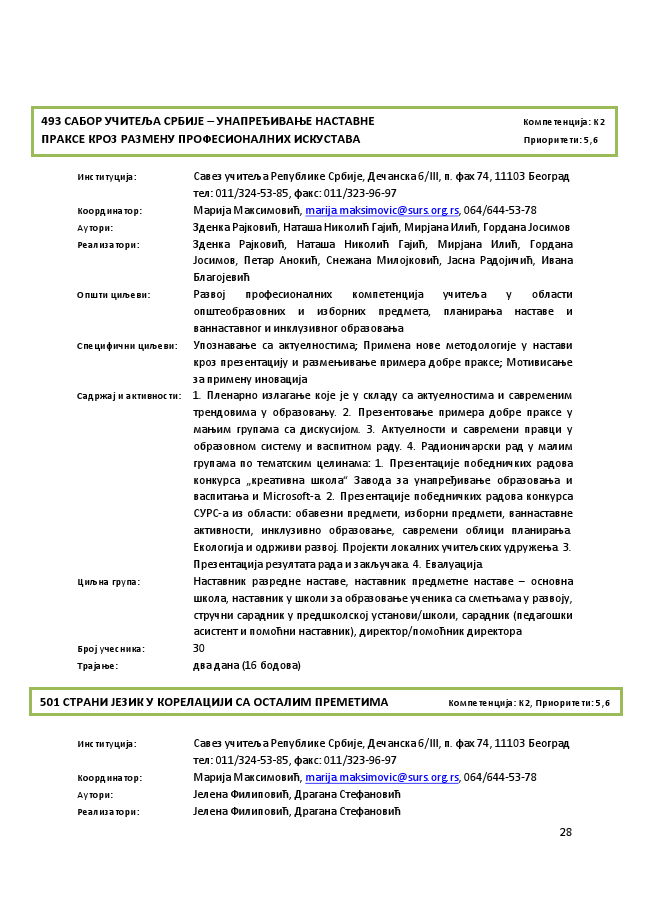 493 САБОР УЧИТЕЉА СРБИЈЕ – УНАПРЕЂИВАЊЕ НАСТАВНЕ Компетенција: К2
ПРАКСЕ КРОЗ РАЗМЕНУ ПРОФЕСИОНАЛНИХ ИСКУСТАВА Приоритети: 5,6
Институција: Савез учитеља Републике Србије, Дечанска 6/III, п. фах 74, 11103 Београд
тел: 011/324-53-85, факс: 011/323-96-97
Координатор: Марија Максимовић, marija.maksimovic@surs.org.rs, 064/644-53-78
Аутори: Зденка Рајковић, Наташа Николић Гајић, Мирјана Илић, Гордана Јосимов
Реализатори: Зденка Рајковић, Наташа Николић Гајић, Мирјана Илић, Гордана
Јосимов, Петар Анокић, Снежана Милојковић, Јасна Радојичић, Ивана
Благојевић
Општи циљеви: Развој професионалних компетенција учитеља у области
општеобразовних и изборних предмета, планирања наставе и
ваннаставног и инклузивног образовања
Специфични циљеви: Упознавање са актуелностима; Примена нове методологије у настави
кроз презентацију и размењивање примера добре праксе; Мотивисање
за примену иновација
Садржај и активности: 1. Пленарно излагање које је у складу са актуелностима и савременим
трендовима у образовању. 2. Презентовање примера добре праксе у
мањим групама са дискусијом. 3. Актуелности и савремени правци у
образовном систему и васпитном раду. 4. Радионичарски рад у малим
групама по тематским целинама: 1. Презентације победничких радова
конкурса „креативна школа“ Завода за унапређивање образовања и
васпитања и Microsoft-a. 2. Презентације победничких радова конкурса
СУРС-а из области: обавезни предмети, изборни предмети, ваннаставне
активности, инклузивно образовање, савремени облици планирања.
Екологија и одрживи развој. Пројекти локалних учитељских удружења. 3.
Презентација резултата рада и закључака. 4. Евалуација.
Циљна група: Наставник разредне наставе, наставник предметне наставе – основна
школа, наставник у школи за образовање ученика са сметњама у развоју,
стручни сарадник у предшколској установи/школи, сарадник (педагошки
асистент и помоћни наставник), директор/помоћник директора
Број учесника: 30
Трајање: два дана (16 бодова)
501 СТРАНИ ЈЕЗИК У КОРЕЛАЦИЈИ СА ОСТАЛИМ ПРЕМЕТИМА Компетенција: К2, Приоритети: 5,6
Институција: Савез учитеља Републике Србије, Дечанска 6/III, п. фах 74, 11103 Београд
тел: 011/324-53-85, факс: 011/323-96-97
Координатор: Марија Максимовић, marija.maksimovic@surs.org.rs, 064/644-53-78
Аутори: Јелена Филиповић, Драгана Стефановић
Реализатори: Јелена Филиповић, Драгана Стефановић
28